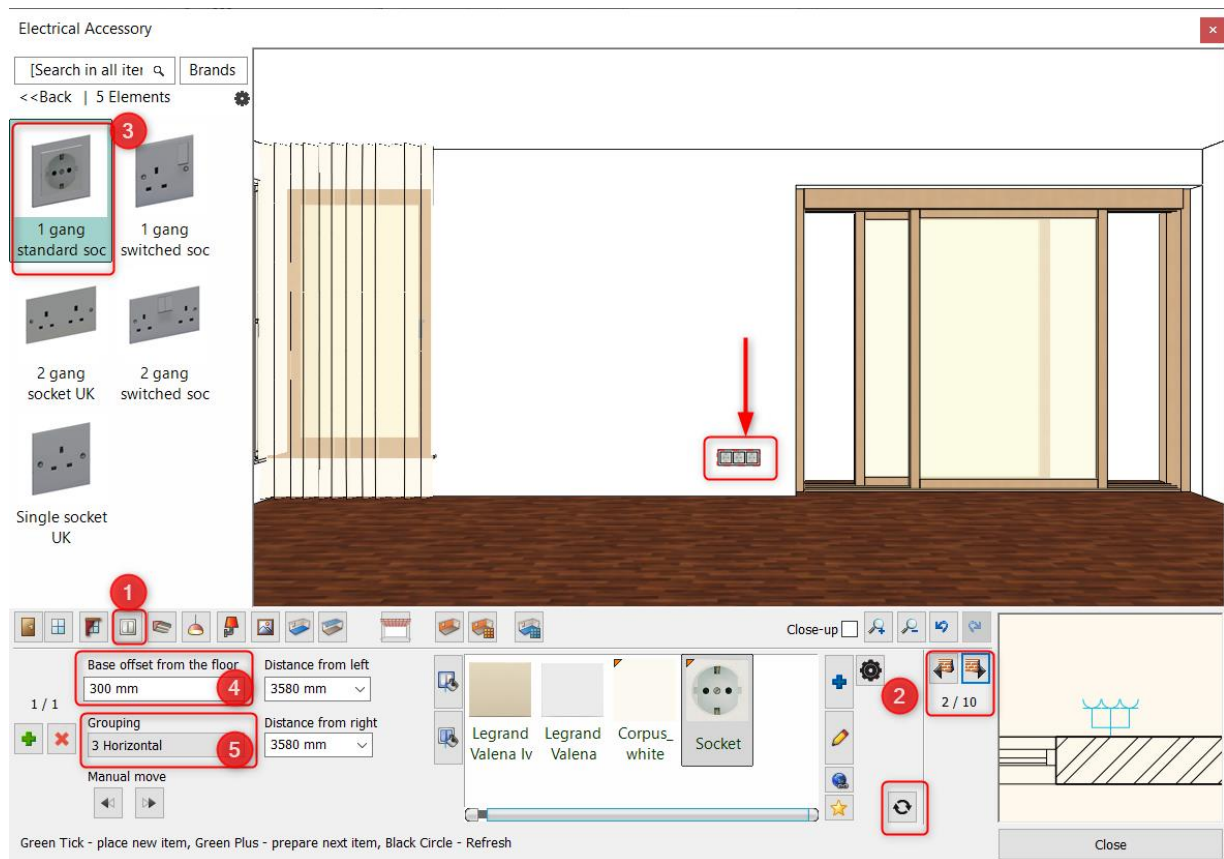 Electrical Accessory
[Search in all iter
Brands
<<Back | 5 Elements
3
1 gang
standard soc
1 gang
switched soc
2 gang
socket UK
2 gang
switched soc
Single socket
UK
1
Close-up
Base offset from the floor
300 mm
4
Distance from left
3580 mm
1 / 1
Grouping
3 Horizontal
5
Distance from right
3580 mm
Manual move
Legrand
Valena Iv
Legrand
Valena
Corpus_
white
Socket
2
2 / 10
Green Tick - place new item, Green Plus - prepare next item, Black Circle - Refresh
Close